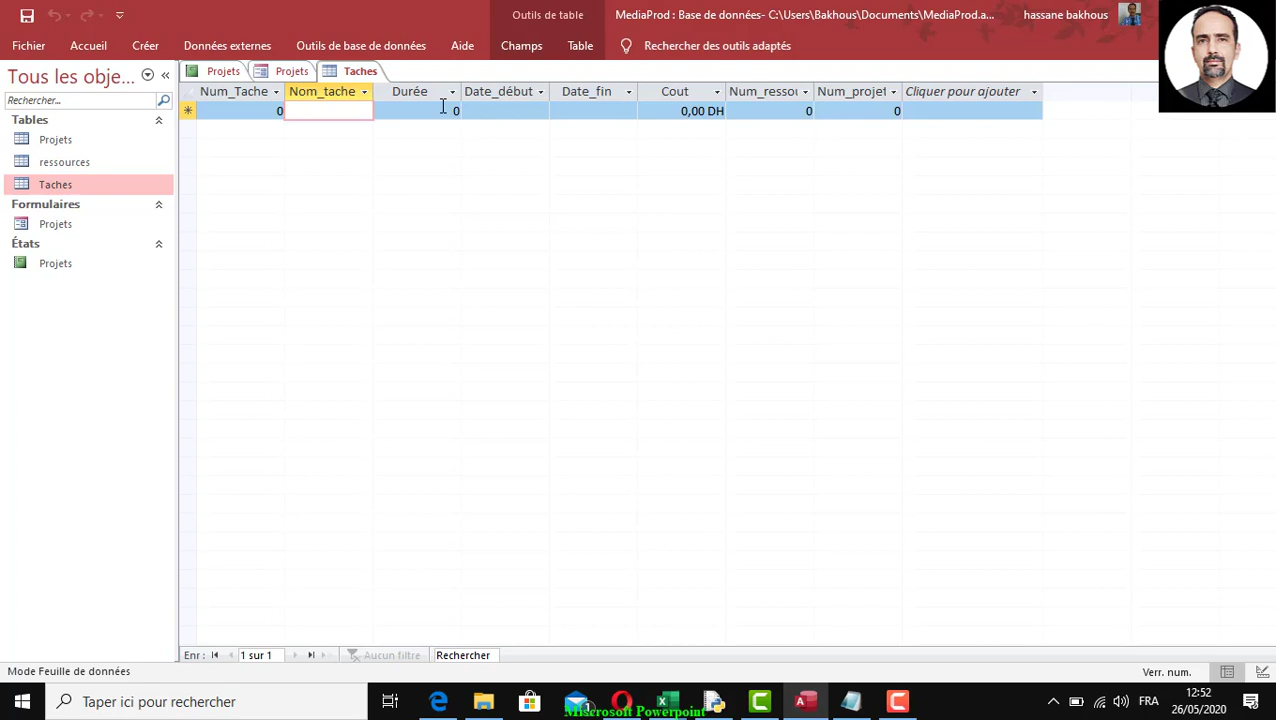 Outils de table
MediaProd : Base de données- C:\Users\Bakhous\Documents\MediaProd.a...
hassane bakhous
Fichier
Accueil
Créer
Données externes
Outils de base de données
Aide
Champs
Table
Rechercher des outils adaptés
Tous les obje...
Projets
Projets
Taches
Rechercher...
Num_Tache
Nom_tache
Durée
Date_début
Date_fin
Cout
Num_ressou
Num_projet
Cliquer pour ajouter
0
0
0,00 DH
0
0
Tables
Projets
ressources
Taches
Formulaires
Projets
États
Projets
Enr :
1 sur 1
Aucun filtre
Rechercher
Mode Feuille de données
Verr. num.
Taper ici pour rechercher
1
Miscrosoft Powerpoint
FRA
12:52
26/05/2020